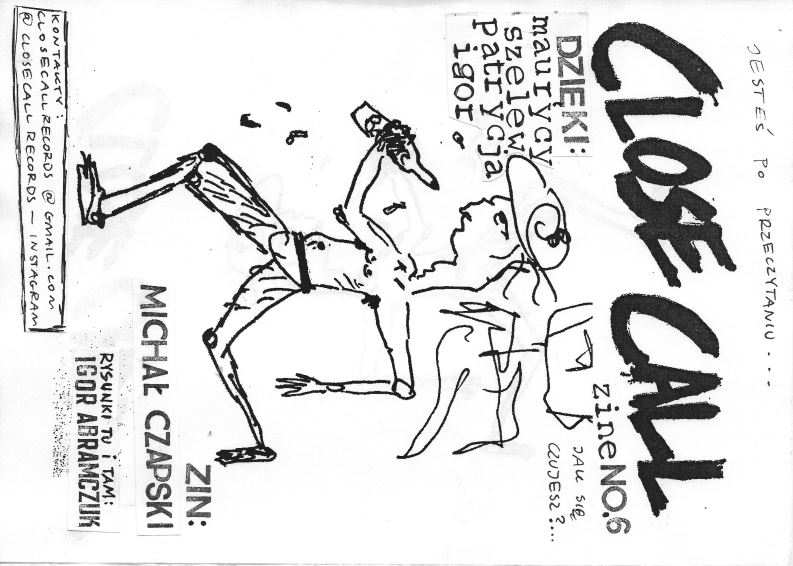 JESTEŚ PO PRZECZYTANIU...
CLOSE CALL
zine NO.6
DZIĘKI:
maurycy
szelew
patrycja
igor
JAK SIĘ
CZUJESZ?...
ZIN:
MICHAŁ CZAPSKI
RYSUNKI TU i TAM:
IGOR ABRAMCZUK
KONTAKTY:
CLOSECALLRECORDS @ GMAIL.COM
@ CLOSECALL RECORDS — INSTAGRAM